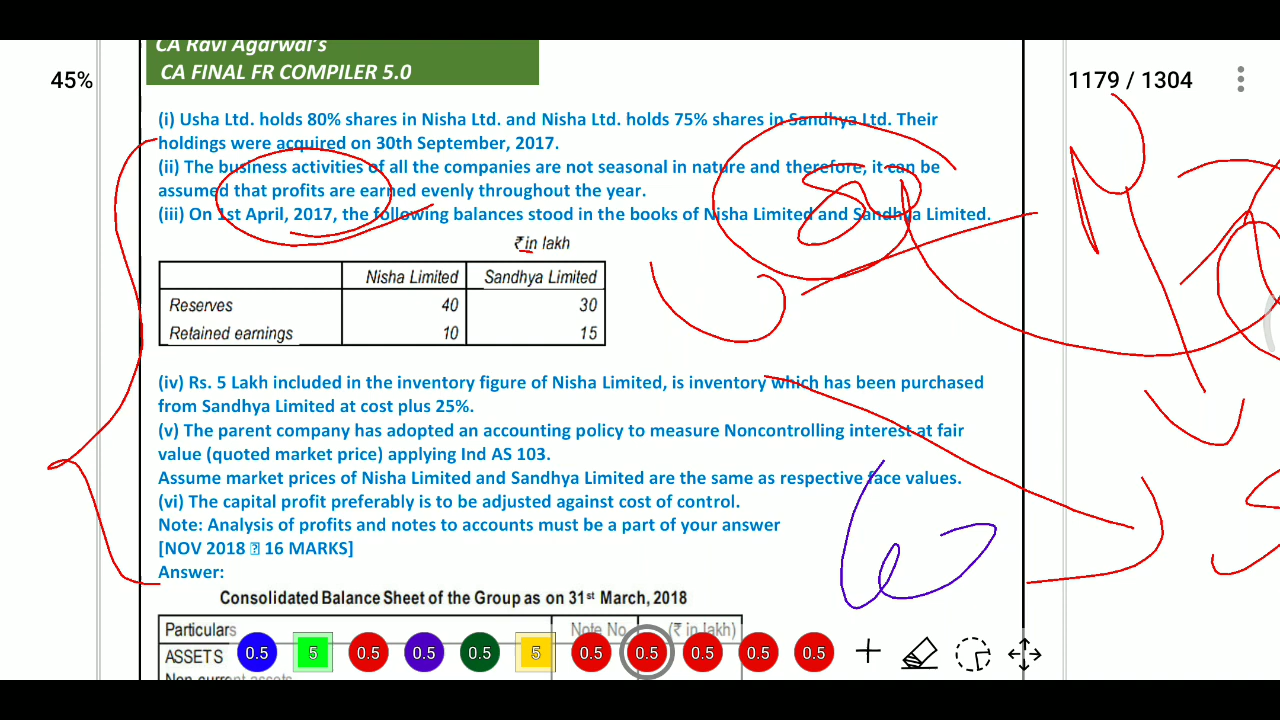 CA Ravi Agarwal's
45%
CA FINAL FR COMPILER 5.0
1179 / 1304
(i) Usha Ltd. holds 80% shares in Nisha Ltd. and Nisha Ltd. holds 75% shares in Sandhya Ltd. Their
holdings were acquired on 30th September, 2017.
(ii) The business activities of all the companies are not seasonal in nature and therefore, it can be
assumed that profits are earned evenly throughout the year.
(iii) On 1st April, 2017, the following balances stood in the books of Nisha Limited and Sandhya Limited.
₹ in lakh
Nisha Limited Sandhya Limited
Reserves 40 30
Retained earnings 10 15
(iv) Rs. 5 Lakh included in the inventory figure of Nisha Limited, is inventory which has been purchased
from Sandhya Limited at cost plus 25%.
(v) The parent company has adopted an accounting policy to measure Noncontrolling interest at fair
value (quoted market price) applying Ind AS 103.
Assume market prices of Nisha Limited and Sandhya Limited are the same as respective face values.
(vi) The capital profit preferably is to be adjusted against cost of control.
Note: Analysis of profits and notes to accounts must be a part of your answer
[NOV 2018 16 MARKS]
Answer:
Consolidated Balance Sheet of the Group as on 31st March, 2018
Particulars Note No. (₹ in lakh)
ASSETS
0.5 5 0.5 0.5 0.5 5 0.5 0.5 0.5 0.5 0.5
Non-current assets